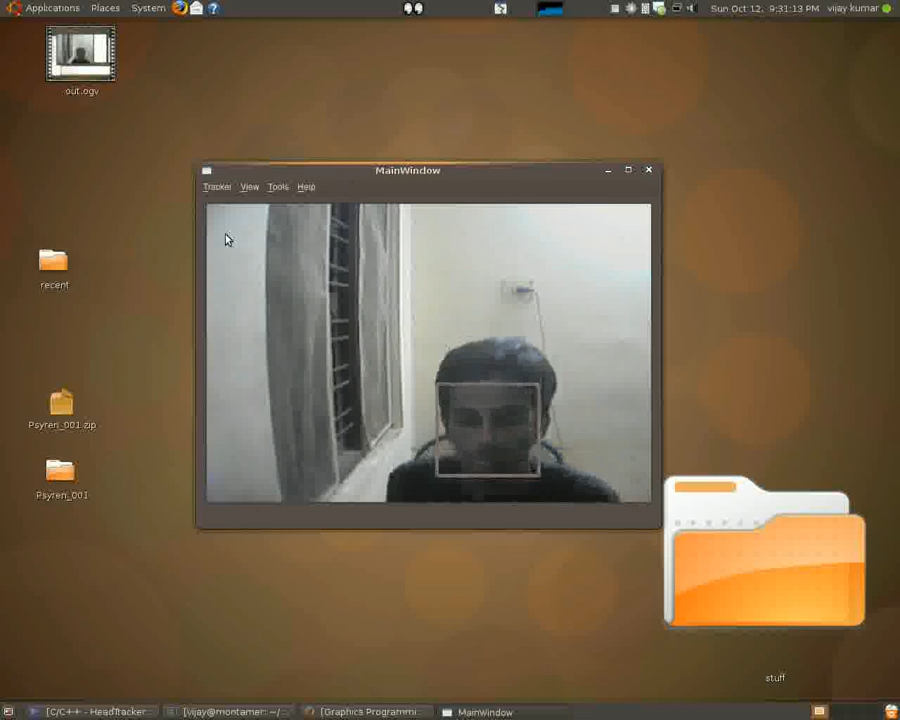 Applications Places System Sun Oct 12, 9:31:13 PM vijay kumar
out.ogv
MainWindow
Tracker View Tools Help
recent
Psyren_001.zip
Psyren_001
stuff
[C/C++ - HeadTracker... [vijay@montamer: ~/... [Graphics Programmi... MainWindow